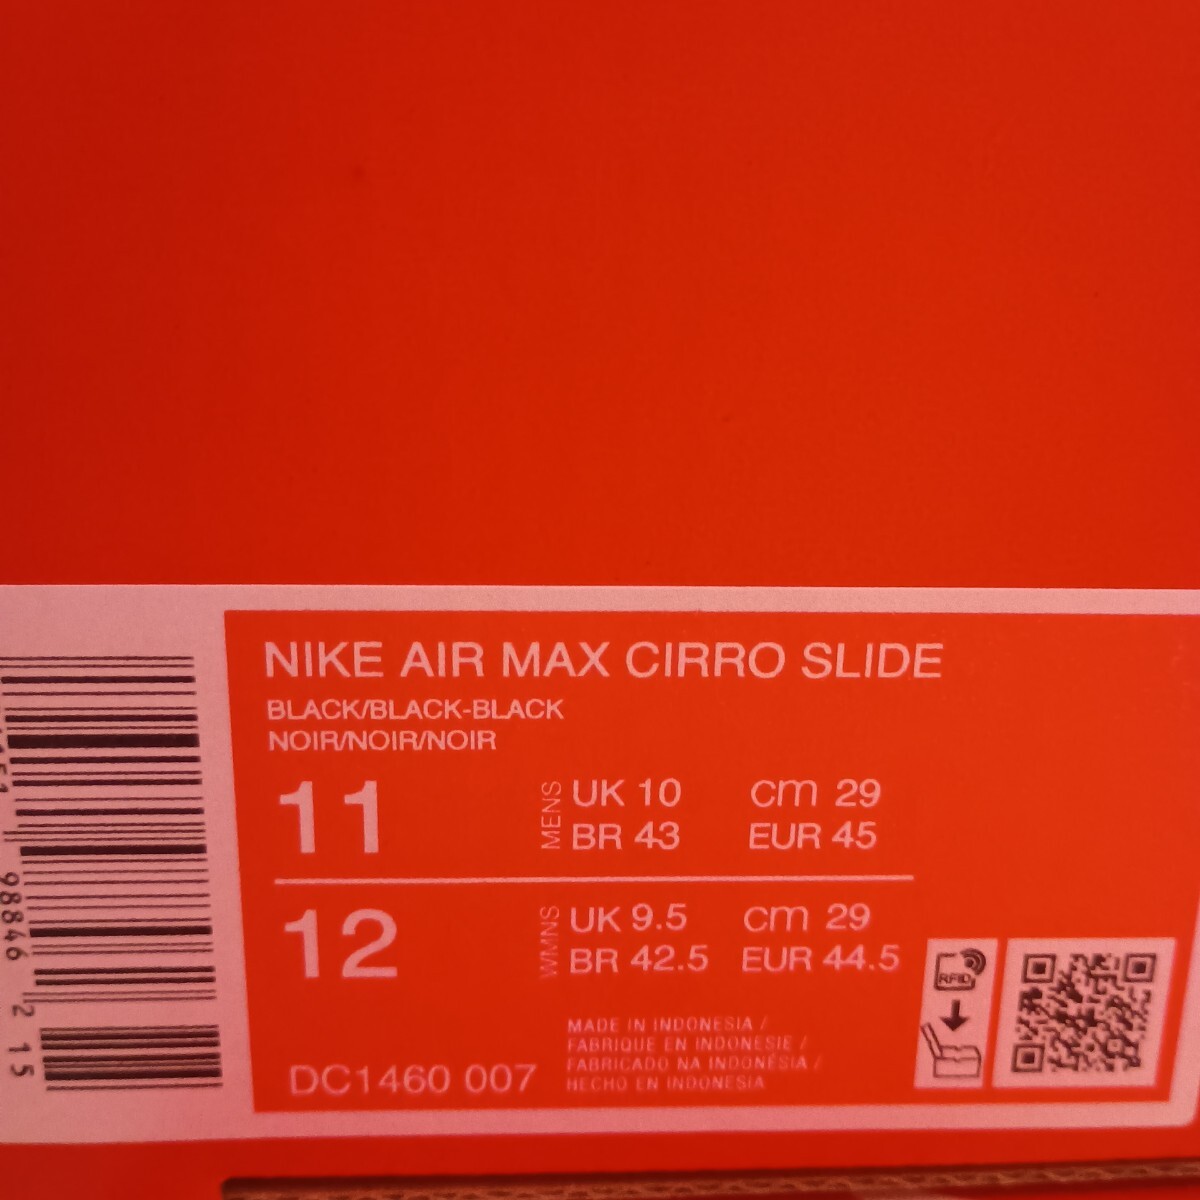 NIKE AIR MAX CIRRO SLIDE
BLACK/BLACK-BLACK
NOIR/NOIR/NOIR
11 MENS UK 10 cm 29
BR 43 EUR 45
12 WMNS UK 9.5 cm 29
BR 42.5 EUR 44.5
DC1460 007
MADE IN INDONESIA /
FABRIQUE EN INDONESIE /
FABRICADO NA INDONÉSIA /
HECHO EN INDONESIA
RFID
98846 2 15